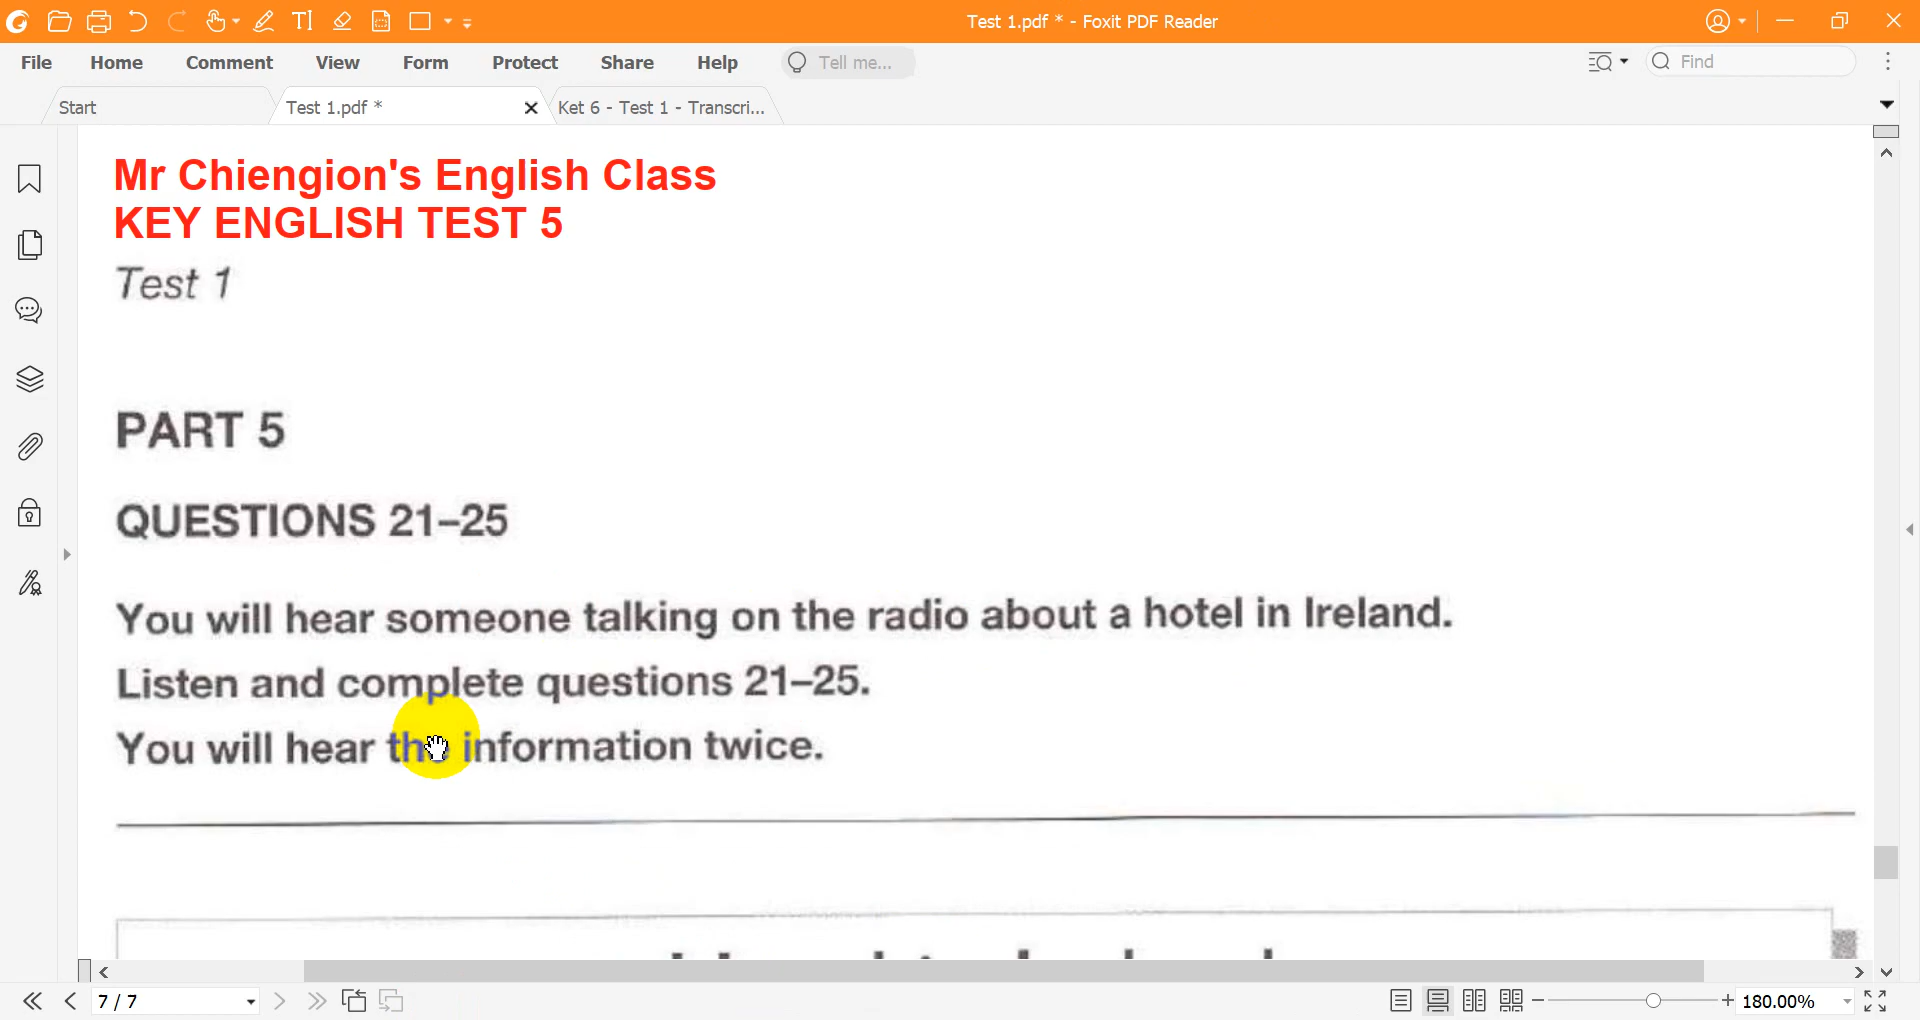 Test 1.pdf * - Foxit PDF Reader
File Home Comment View Form Protect Share Help Tell me... Find
Start Test 1.pdf * Ket 6 - Test 1 - Transcri...
Mr Chiengion's English Class
KEY ENGLISH TEST 5
Test 1
PART 5
QUESTIONS 21–25
You will hear someone talking on the radio about a hotel in Ireland.
Listen and complete questions 21–25.
You will hear the information twice.
7 / 7 180.00%